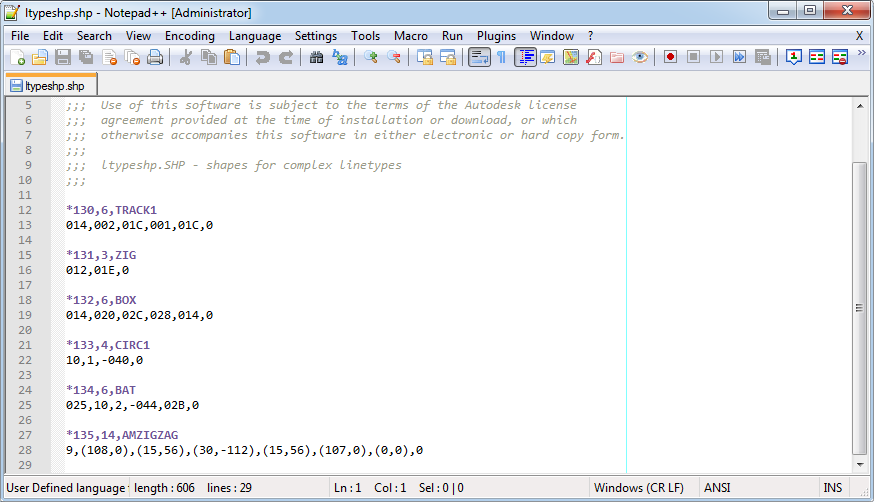 ltypeshp.shp - Notepad++ [Administrator]
File Edit Search View Encoding Language Settings Tools Macro Run Plugins Window ? X
ltypeshp.shp
5 ;;; Use of this software is subject to the terms of the Autodesk license
6 ;;; agreement provided at the time of installation or download, or which
7 ;;; otherwise accompanies this software in either electronic or hard copy form.
8 ;;;
9 ;;; ltypeshp.SHP - shapes for complex linetypes
10 ;;;
11
12 *130,6,TRACK1
13 014,002,01C,001,01C,0
14
15 *131,3,ZIG
16 012,01E,0
17
18 *132,6,BOX
19 014,020,02C,028,014,0
20
21 *133,4,CIRC1
22 10,1,-040,0
23
24 *134,6,BAT
25 025,10,2,-044,02B,0
26
27 *135,14,AMZIGZAG
28 9,(108,0),(15,56),(30,-112),(15,56),(107,0),(0,0),0
29
User Defined language length : 606 lines : 29 Ln : 1 Col : 1 Sel : 0 | 0 Windows (CR LF) ANSI INS